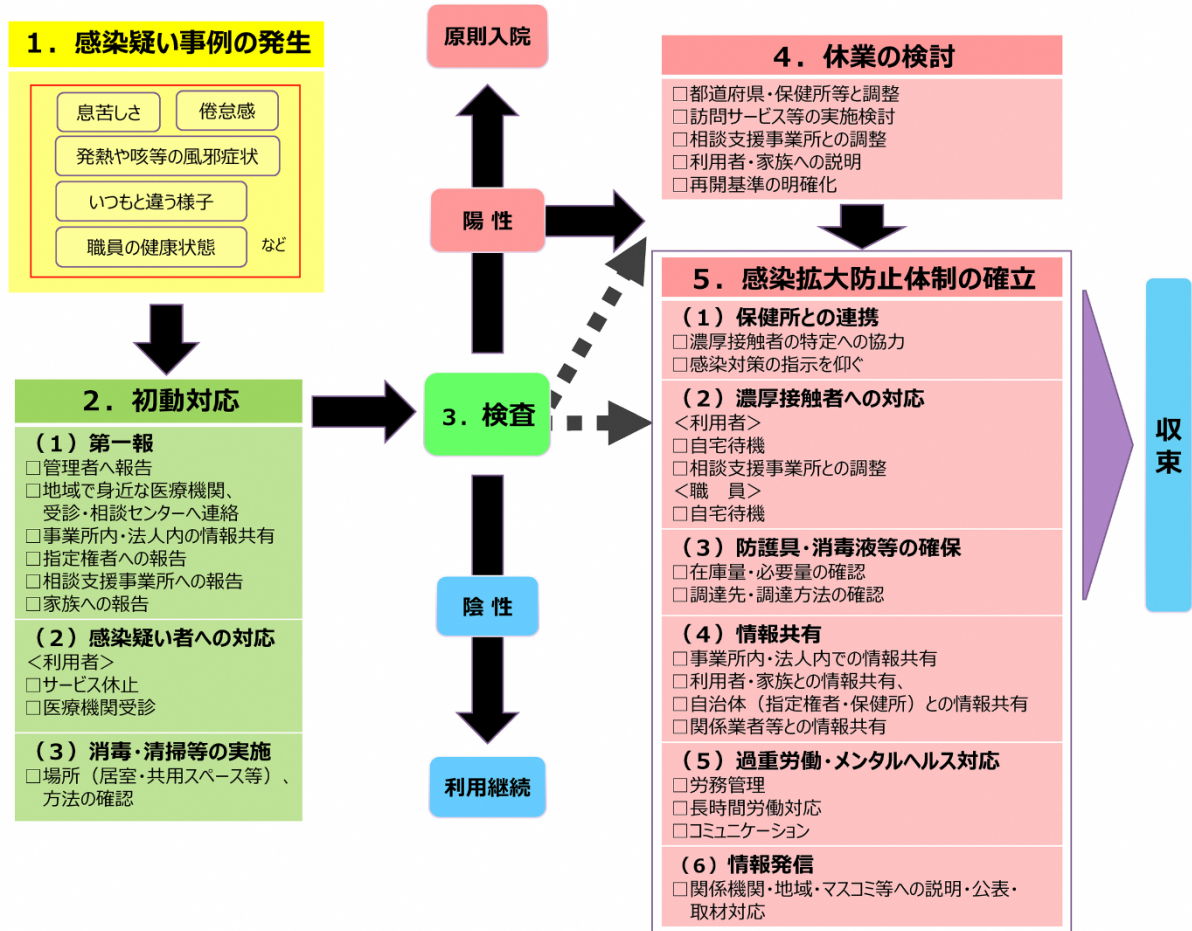 1．感染疑い事例の発生
息苦しさ
倦怠感
発熱や咳等の風邪症状
いつもと違う様子
職員の健康状態
など
2．初動対応
（1）第一報
□管理者へ報告
□地域で身近な医療機関、
受診・相談センターへ連絡
□事業所内・法人内の情報共有
□指定権者への報告
□相談支援事業所への報告
□家族への報告
（2）感染疑い者への対応
＜利用者＞
□サービス休止
□医療機関受診
（3）消毒・清掃等の実施
□場所（居室・共用スペース等）、
方法の確認
3．検査
原則入院
陽 性
陰 性
利用継続
4．休業の検討
□都道府県・保健所等と調整
□訪問サービス等の実施検討
□相談支援事業所との調整
□利用者・家族への説明
□再開基準の明確化
5．感染拡大防止体制の確立
（1）保健所との連携
□濃厚接触者の特定への協力
□感染対策の指示を仰ぐ
（2）濃厚接触者への対応
＜利用者＞
□自宅待機
□相談支援事業所との調整
＜職　員＞
□自宅待機
（3）防護具・消毒液等の確保
□在庫量・必要量の確認
□調達先・調達方法の確認
（4）情報共有
□事業所内・法人内での情報共有
□利用者・家族との情報共有、
□自治体（指定権者・保健所）との情報共有
□関係業者等との情報共有
（5）過重労働・メンタルヘルス対応
□労務管理
□長時間労働対応
□コミュニケーション
（6）情報発信
□関係機関・地域・マスコミ等への説明・公表・
取材対応
収束